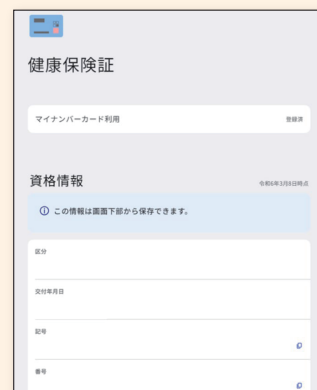 健康保険証
マイナンバーカード利用 登録済
資格情報 令和6年3月8日時点
この情報は画面下部から保存できます。
区分
交付年月日
記号
番号